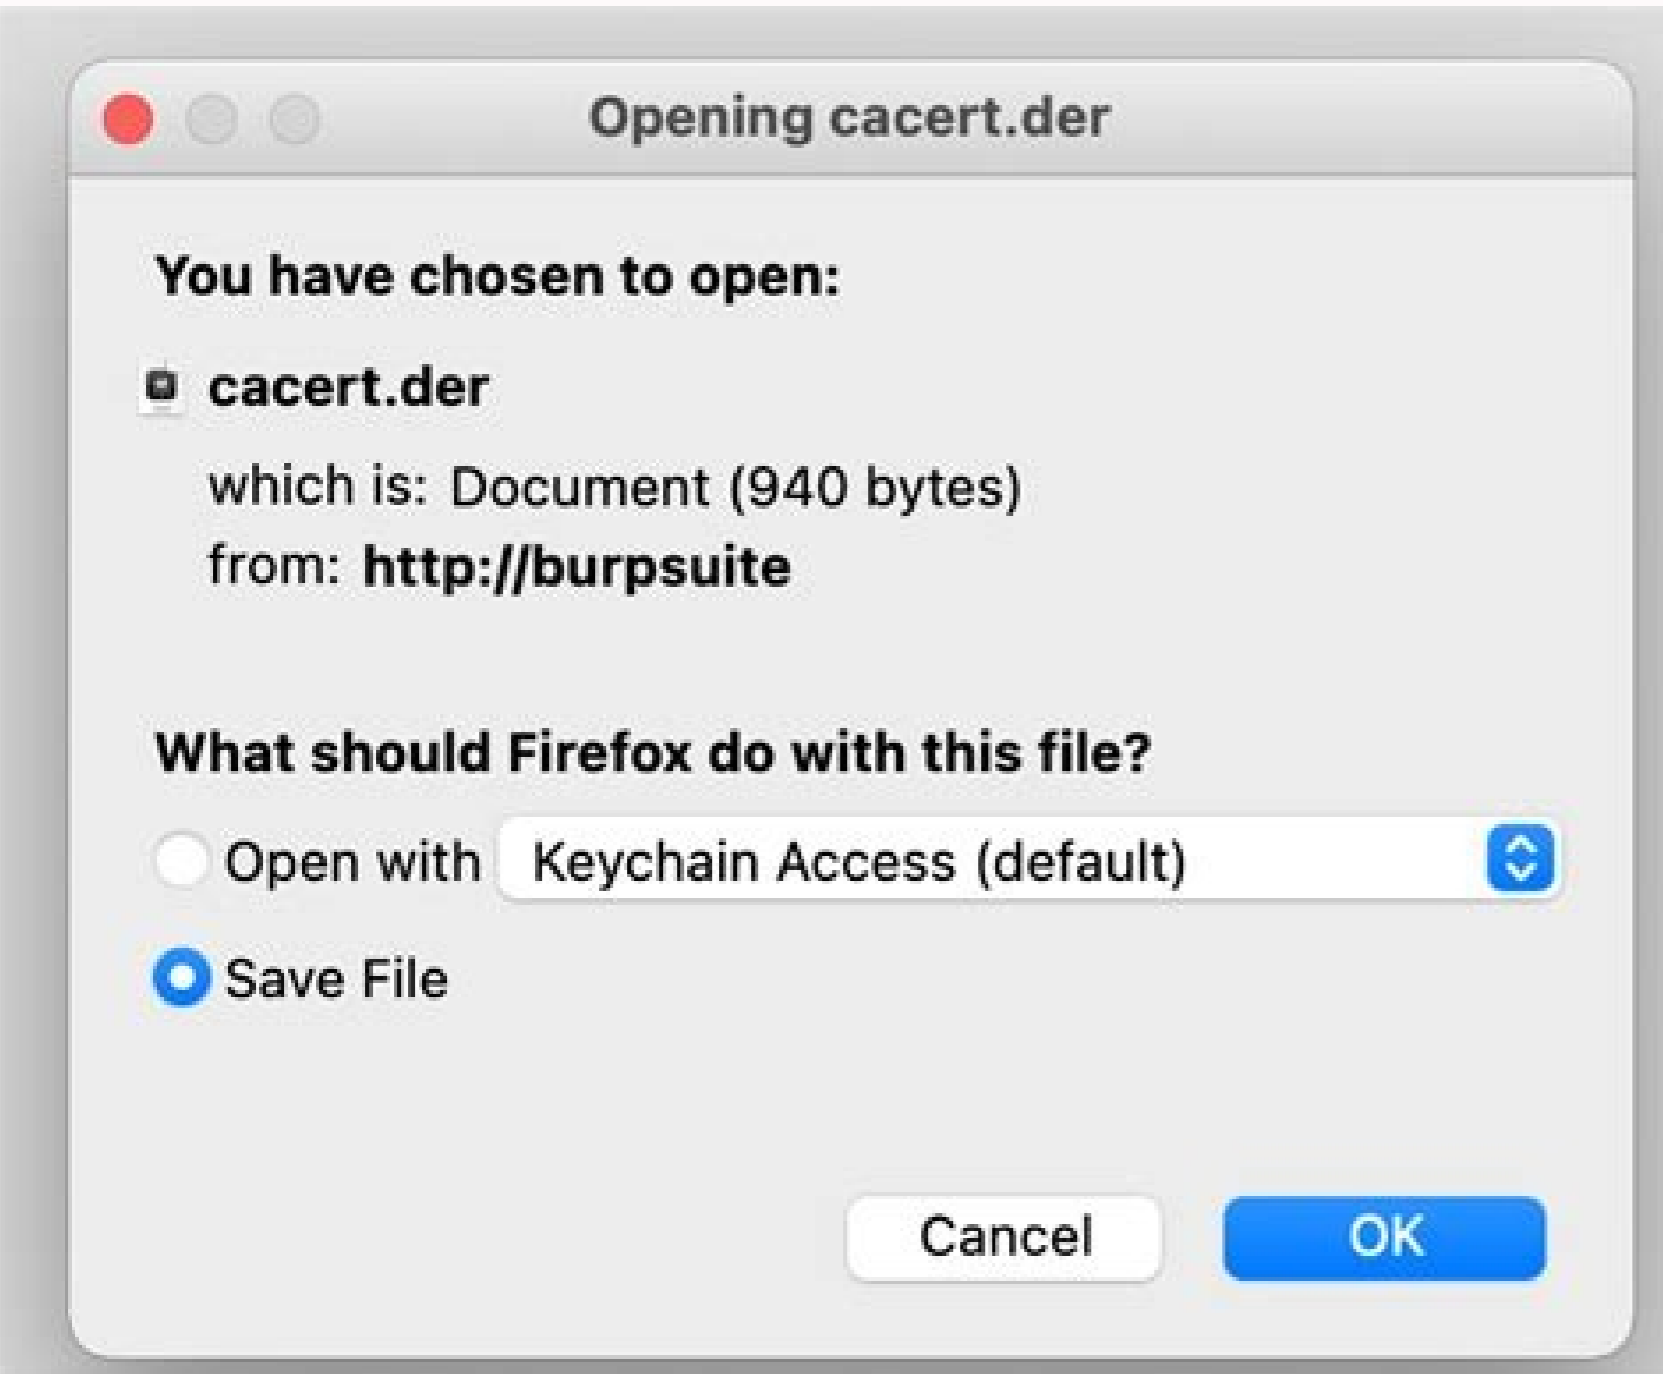 Opening cacert.der
You have chosen to open:
cacert.der
which is: Document (940 bytes)
from: http://burpsuite
What should Firefox do with this file?
Open with Keychain Access (default)
Save File
Cancel OK